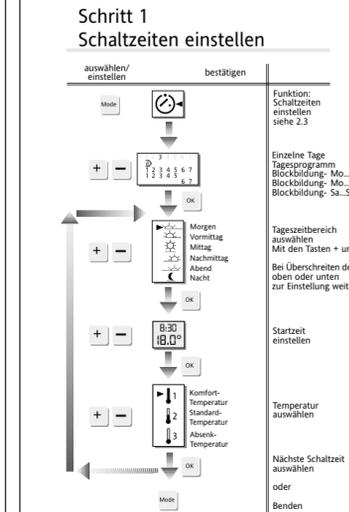 Schritt 1
Schaltzeiten einstellen
auswählen/
einstellen
bestätigen
Mode
Funktion:
Schaltzeiten
einstellen
siehe 2.3
3
1 2 3 4 5 6 7
1 2 3 4 5
6 7
+ −
Einzelne Tage
Tagesprogramm
Blockbildung- Mo...
Blockbildung- Mo...
Blockbildung- Sa...S
OK
Morgen
Vormittag
Mittag
Nachmittag
Abend
Nacht
+ −
Tageszeitbereich
auswählen
Mit den Tasten + un
Bei Überschreiten de
oben oder unten
zur Einstellung weit
OK
8:30
18.0°
+ −
Startzeit
einstellen
OK
1 Komfort-
Temperatur
2 Standard-
Temperatur
3 Absenk-
Temperatur
+ −
Temperatur
auswählen
OK
Nächste Schaltzeit
auswählen
oder
Mode
Benden